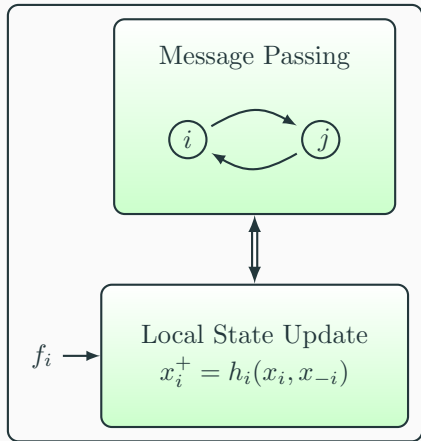 Message Passing
i j
f_i
Local State Update
x_i^+ = h_i(x_i, x_{-i})